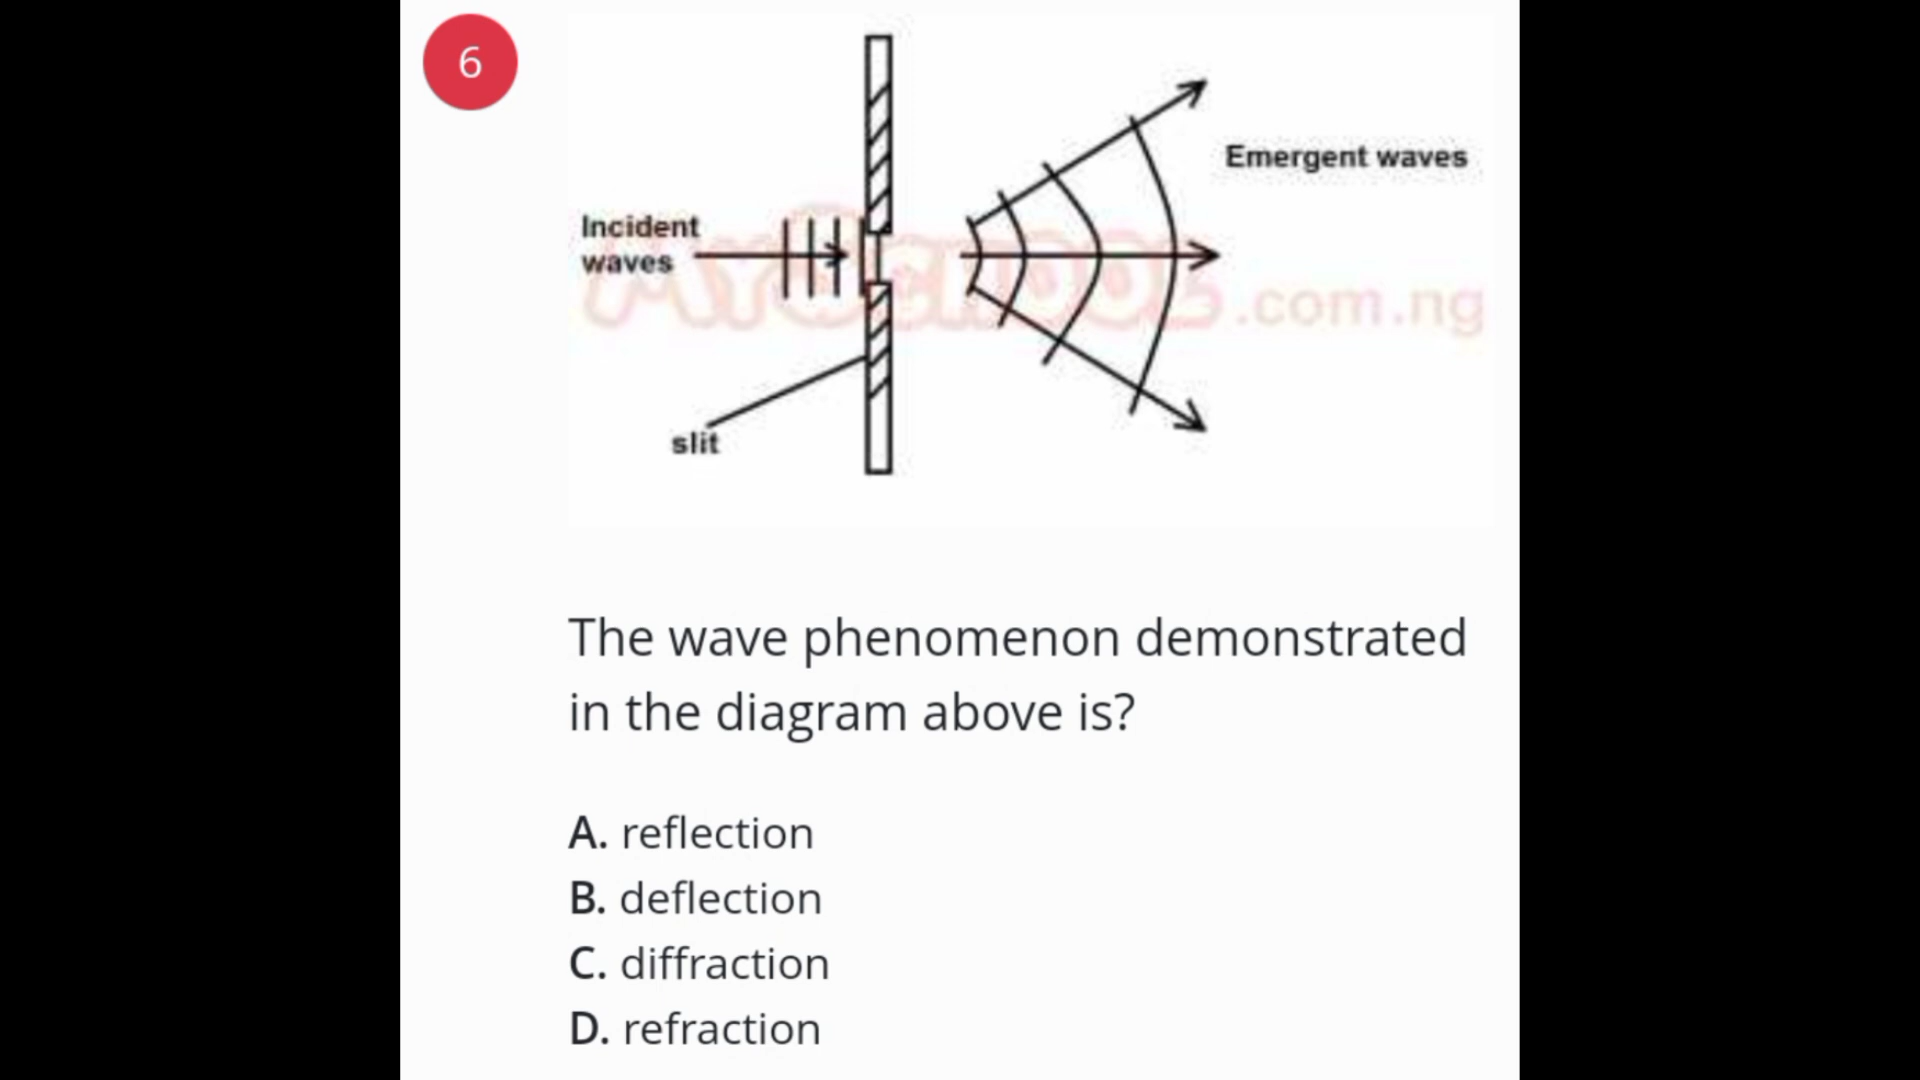 6
Emergent waves
Incident
waves
MYSCHOOL.com.ng
slit
The wave phenomenon demonstrated
in the diagram above is?
A. reflection
B. deflection
C. diffraction
D. refraction